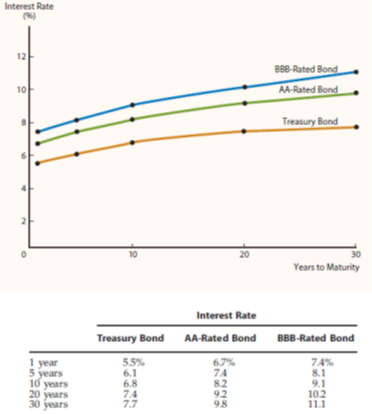 Interest Rate
(%)
12
10
8
6
4
2
0
10
20
30
BBB-Rated Bond
AA-Rated Bond
Treasury Bond
Years to Maturity
Interest Rate
Treasury Bond AA-Rated Bond BBB-Rated Bond
1 year 5.5% 6.7% 7.4%
5 years 6.1 7.4 8.1
10 years 6.8 8.2 9.1
20 years 7.4 9.2 10.2
30 years 7.7 9.8 11.1